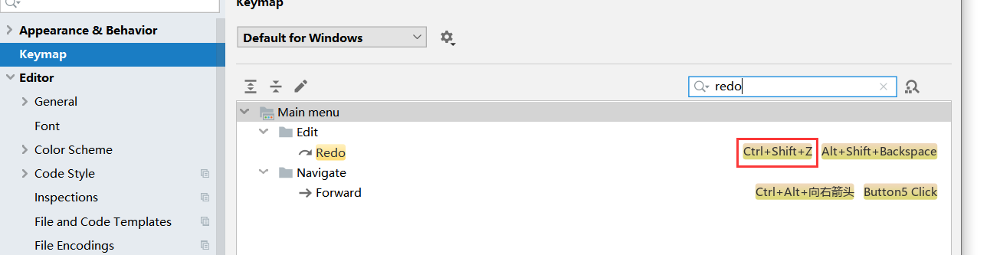 Keymap
Appearance & Behavior
Keymap
Editor
General
Font
Color Scheme
Code Style
Inspections
File and Code Templates
File Encodings
Default for Windows
redo
Main menu
Edit
Redo Ctrl+Shift+Z Alt+Shift+Backspace
Navigate
Forward Ctrl+Alt+向右箭头 Button5 Click